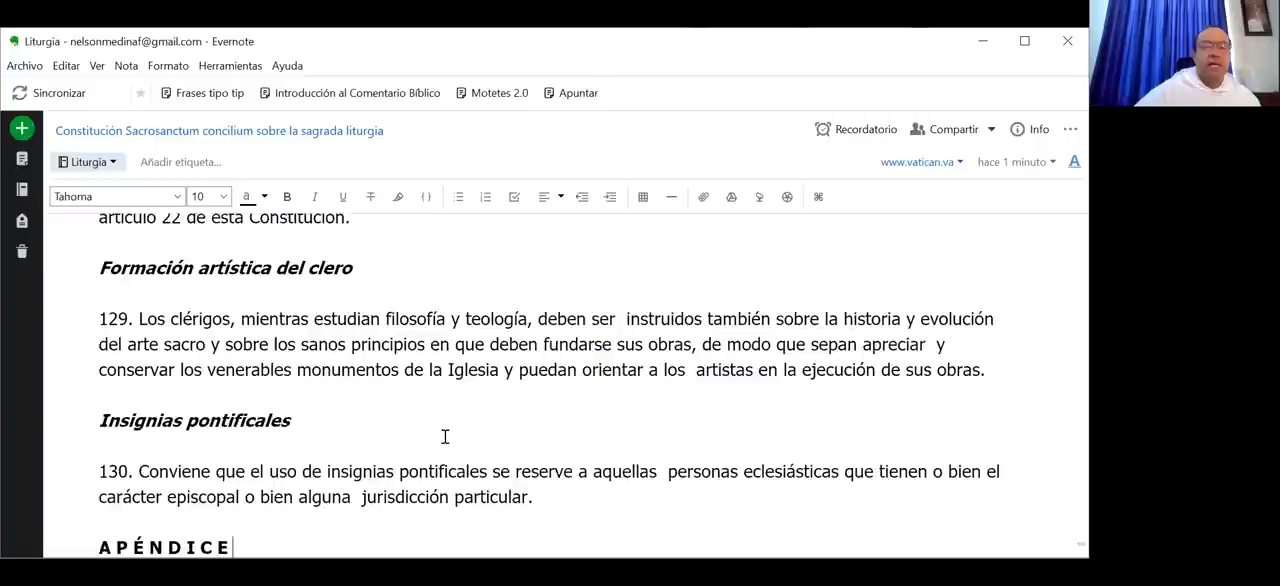 Liturgia - nelsonmedinaf@gmail.com - Evernote
Archivo Editar Ver Nota Formato Herramientas Ayuda
Sincronizar Frases tipo tip Introducción al Comentario Bíblico Motetes 2.0 Apuntar
Constitución Sacrosanctum concilium sobre la sagrada liturgia Recordatorio Compartir Info
Liturgia Añadir etiqueta... www.vatican.va hace 1 minuto A
Tahoma 10 a B I U T
artículo 22 de esta Constitución.
Formación artística del clero
129. Los clérigos, mientras estudian filosofía y teología, deben ser instruidos también sobre la historia y evolución
del arte sacro y sobre los sanos principios en que deben fundarse sus obras, de modo que sepan apreciar y
conservar los venerables monumentos de la Iglesia y puedan orientar a los artistas en la ejecución de sus obras.
Insignias pontificales
130. Conviene que el uso de insignias pontificales se reserve a aquellas personas eclesiásticas que tienen o bien el
carácter episcopal o bien alguna jurisdicción particular.
A P É N D I C E